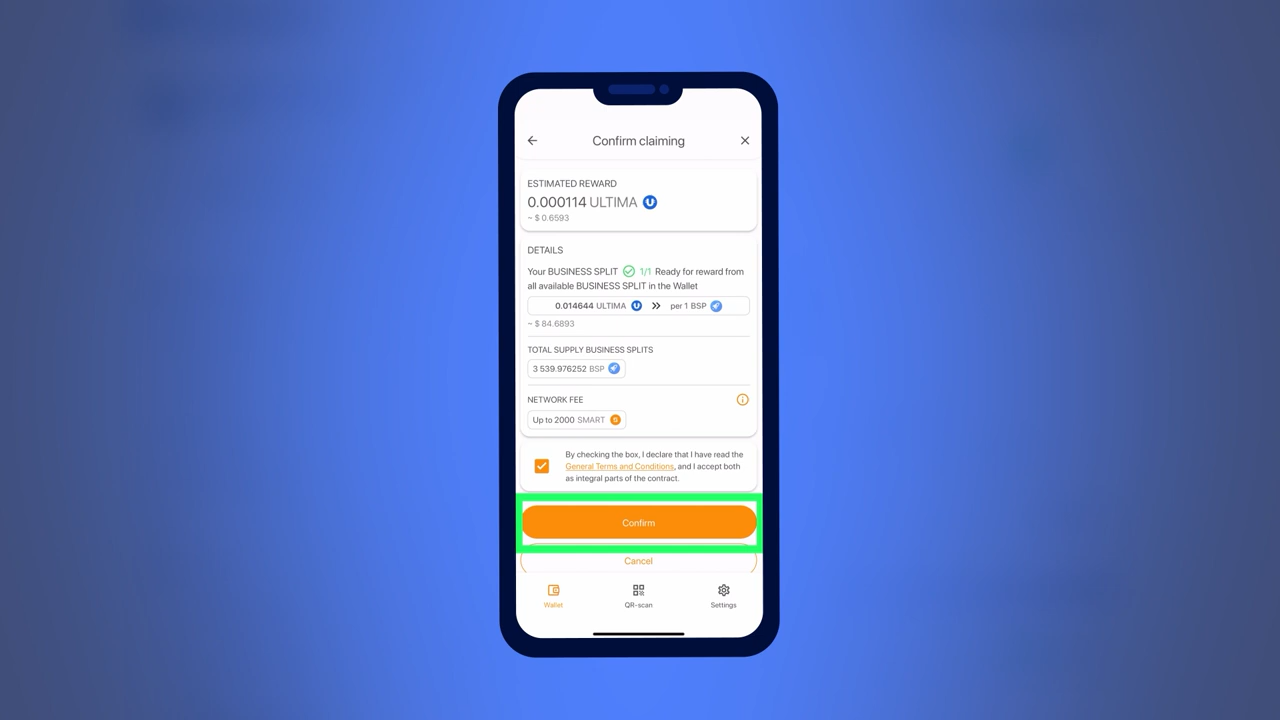 Confirm claiming
ESTIMATED REWARD
0.000114 ULTIMA
~ $ 0.6593
DETAILS
Your BUSINESS SPLIT 1/1 Ready for reward from
all available BUSINESS SPLIT in the Wallet
0.014644 ULTIMA per 1 BSP
~ $ 84.6893
TOTAL SUPPLY BUSINESS SPLITS
3 539.976252 BSP
NETWORK FEE
Up to 2000 SMART
By checking the box, I declare that I have read the
General Terms and Conditions, and I accept both
as integral parts of the contract.
Confirm
Cancel
Wallet QR-scan Settings